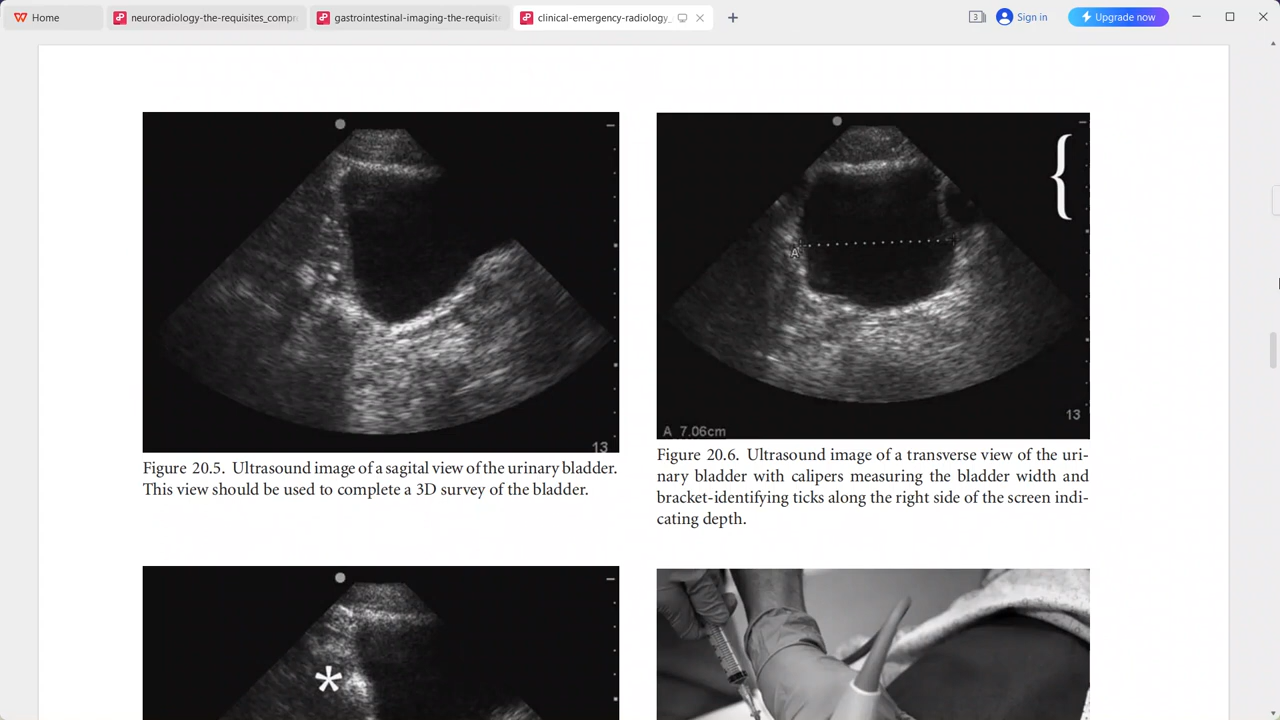 Home
neuroradiology-the-requisites_compre
gastrointestinal-imaging-the-requisite
clinical-emergency-radiology_
3
Sign in
Upgrade now
13
A
{
13
A 7.06cm
Figure 20.5. Ultrasound image of a sagital view of the urinary bladder.
This view should be used to complete a 3D survey of the bladder.
Figure 20.6. Ultrasound image of a transverse view of the uri-
nary bladder with calipers measuring the bladder width and
bracket-identifying ticks along the right side of the screen indi-
cating depth.
*